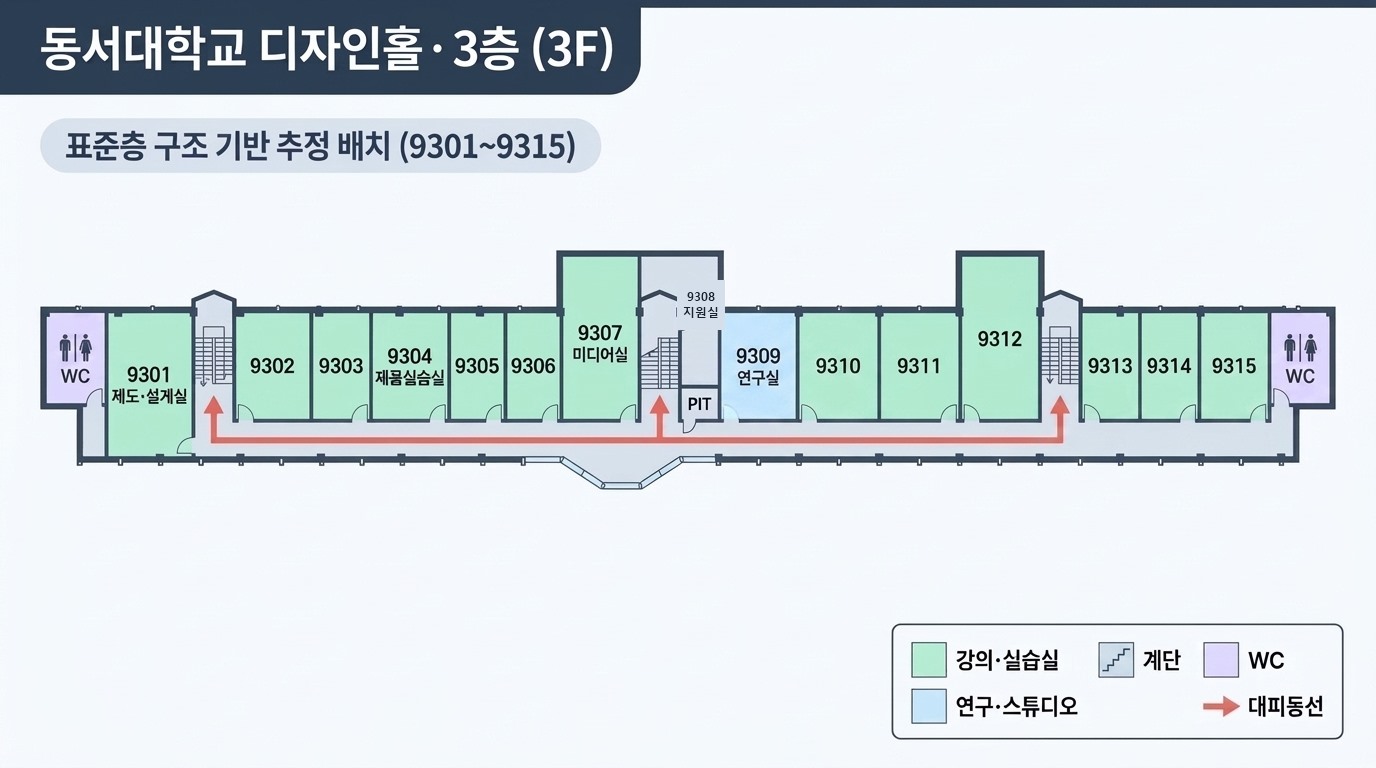 동서대학교 디자인홀·3층 (3F)
표준층 구조 기반 추정 배치 (9301~9315)
WC
9301
제도·설계실
9302
9303
9304
제품실습실
9305
9306
9307
미디어실
9308
지원실
PIT
9309
연구실
9310
9311
9312
9313
9314
9315
WC
강의·실습실
계단
WC
연구·스튜디오
대피동선